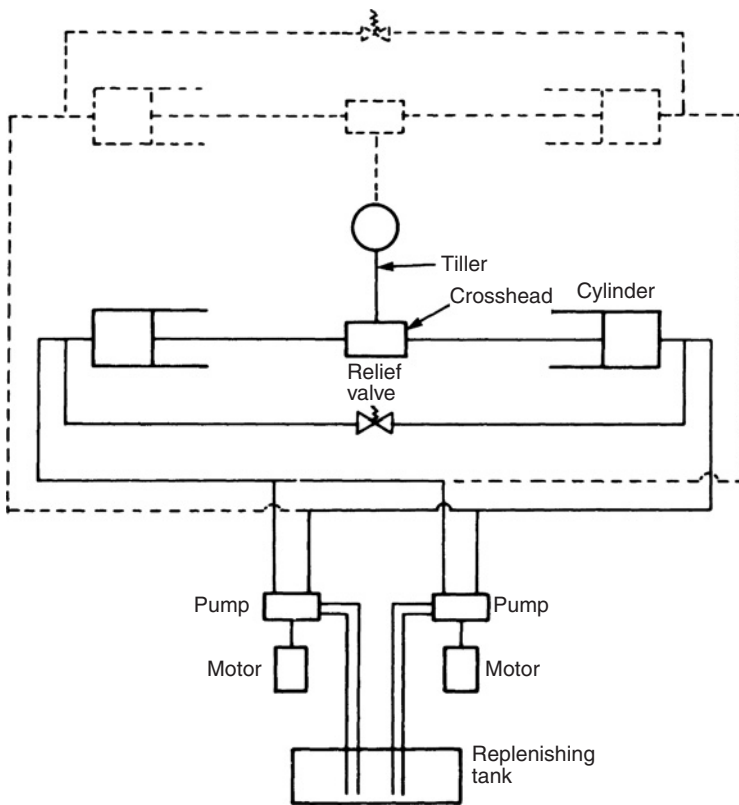 Tiller
Crosshead
Cylinder
Relief
valve
Pump
Pump
Motor
Motor
Replenishing
tank